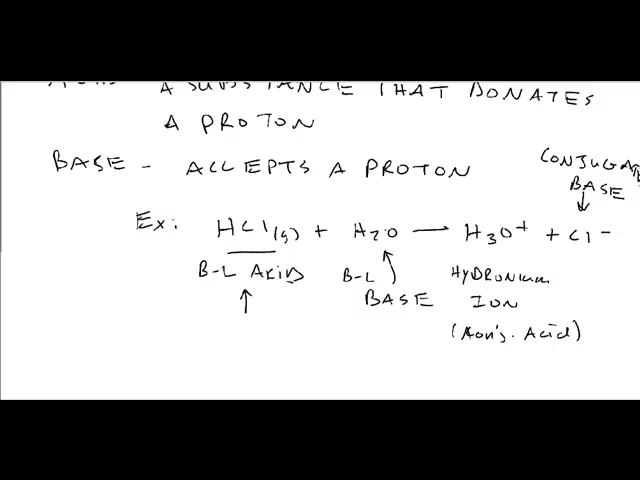 A SUBSTANCE THAT DONATES
A PROTON
BASE - ACCEPTS A PROTON
CONJUGATE
BASE
Ex: HCl(g) + H2O → H3O+ + Cl-
B-L Acid
B-L
BASE
HYDRONIUM
ION
(Conj. Acid)